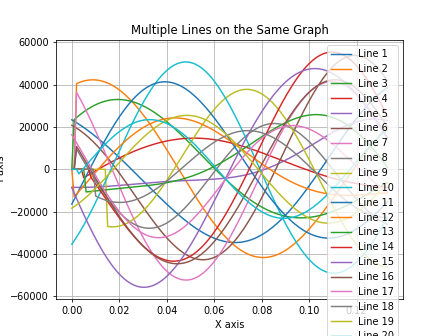 Multiple Lines on the Same Graph
60000
40000
20000
0
−20000
−40000
−60000
0.00
0.02
0.04
0.06
0.08
0.10
X axis
Line 1
Line 2
Line 3
Line 4
Line 5
Line 6
Line 7
Line 8
Line 9
Line 10
Line 11
Line 12
Line 13
Line 14
Line 15
Line 16
Line 17
Line 18
Line 19
Line 20